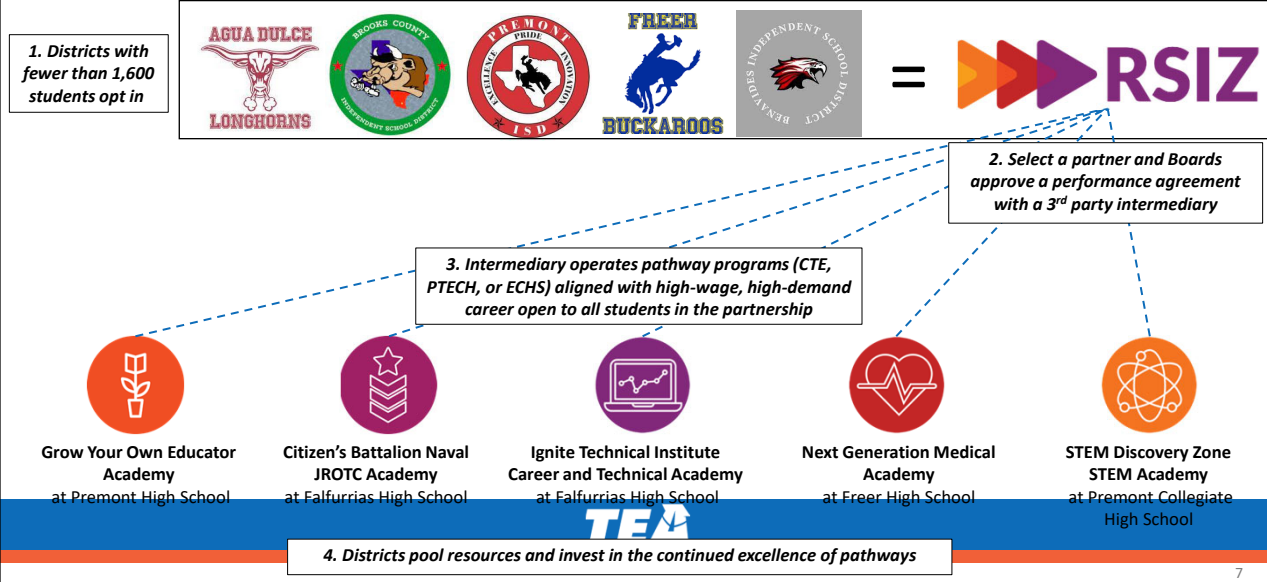 1. Districts with
fewer than 1,600
students opt in
AGUA DULCE
LONGHORNS
BROOKS COUNTY
INDEPENDENT SCHOOL DISTRICT
PREMONT
PRIDE
EXCELLENCE
INNOVATION
ISD
FREER
BUCKAROOS
BENAVIDES INDEPENDENT SCHOOL DISTRICT
=
RSIZ
2. Select a partner and Boards
approve a performance agreement
with a 3rd party intermediary
3. Intermediary operates pathway programs (CTE,
PTECH, or ECHS) aligned with high-wage, high-demand
career open to all students in the partnership
Grow Your Own Educator
Academy
at Premont High School
Citizen’s Battalion Naval
JROTC Academy
at Falfurrias High School
Ignite Technical Institute
Career and Technical Academy
at Falfurrias High School
Next Generation Medical
Academy
at Freer High School
STEM Discovery Zone
STEM Academy
at Premont Collegiate
High School
TEA
4. Districts pool resources and invest in the continued excellence of pathways
7